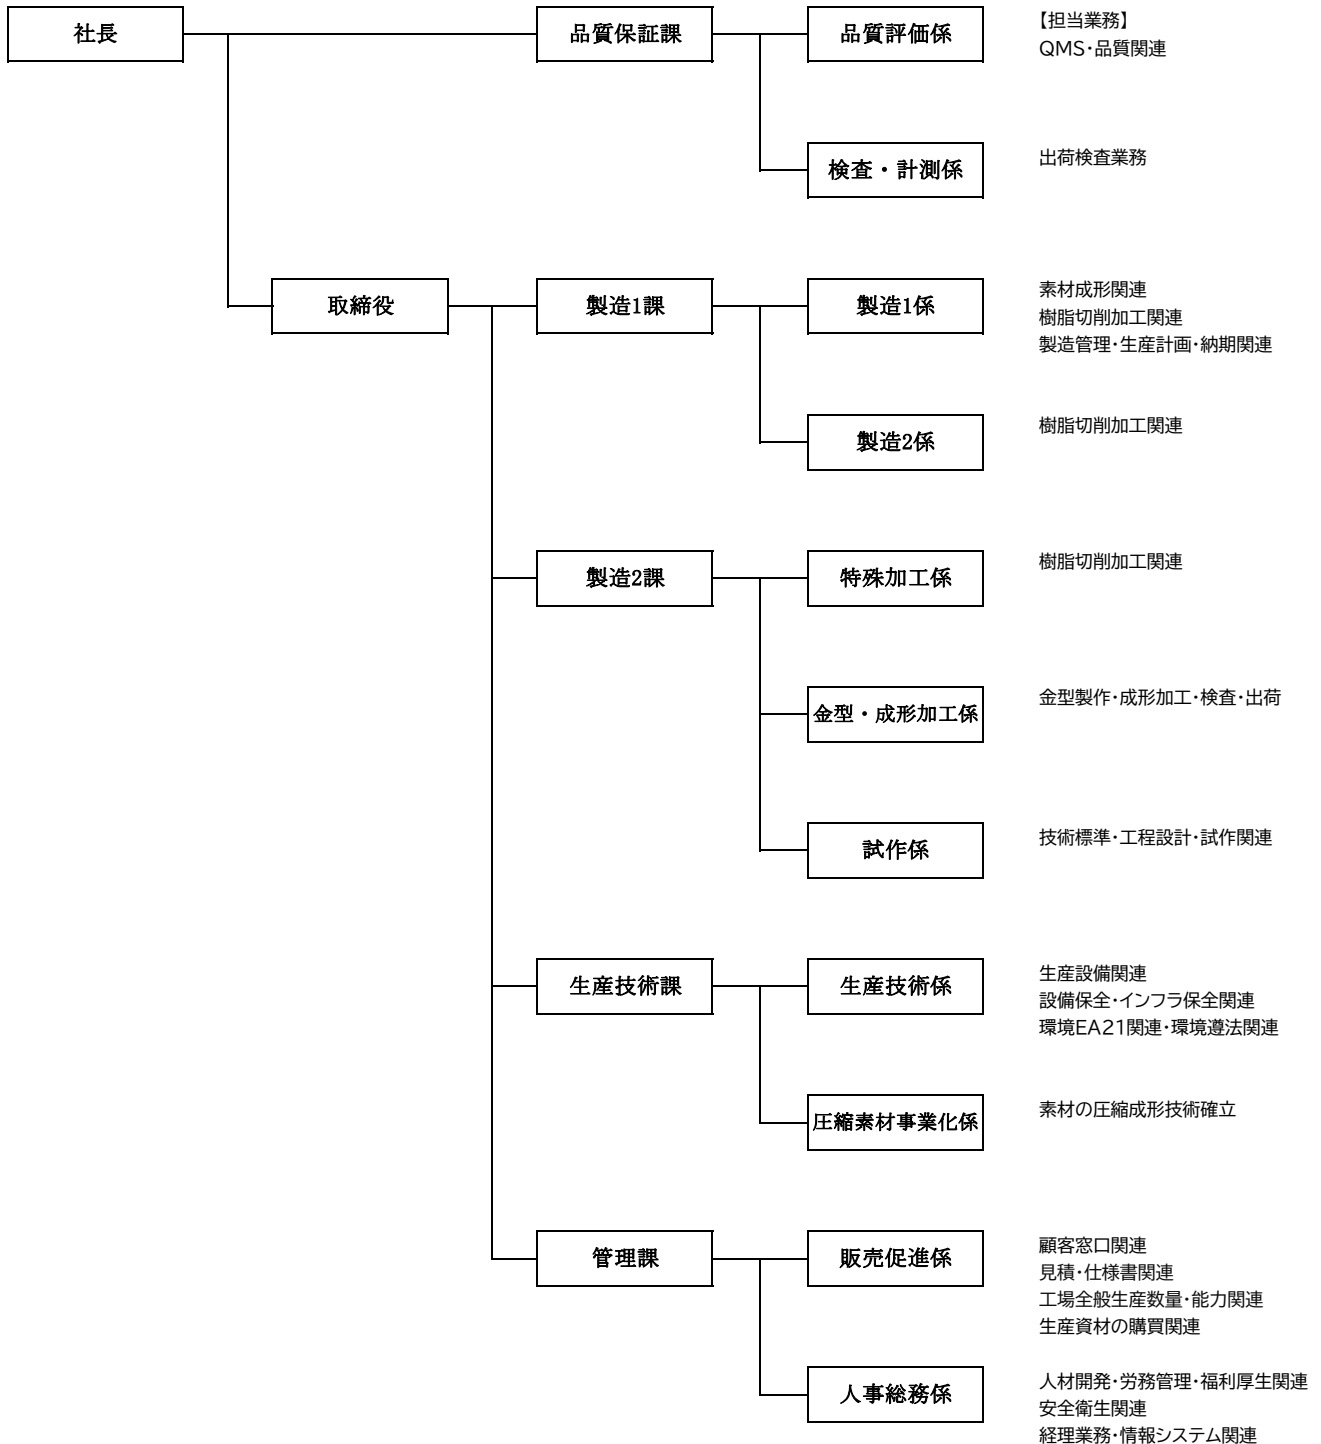 社長
品質保証課
品質評価係
【担当業務】
QMS・品質関連
検査・計測係
出荷検査業務
取締役
製造1課
製造1係
素材成形関連
樹脂切削加工関連
製造管理・生産計画・納期関連
製造2係
樹脂切削加工関連
製造2課
特殊加工係
樹脂切削加工関連
金型・成形加工係
金型製作・成形加工・検査・出荷
試作係
技術標準・工程設計・試作関連
生産技術課
生産技術係
生産設備関連
設備保全・インフラ保全関連
環境EA21関連・環境遵法関連
圧縮素材事業化係
素材の圧縮成形技術確立
管理課
販売促進係
顧客窓口関連
見積・仕様書関連
工場全般生産数量・能力関連
生産資材の購買関連
人事総務係
人材開発・労務管理・福利厚生関連
安全衛生関連
経理業務・情報システム関連